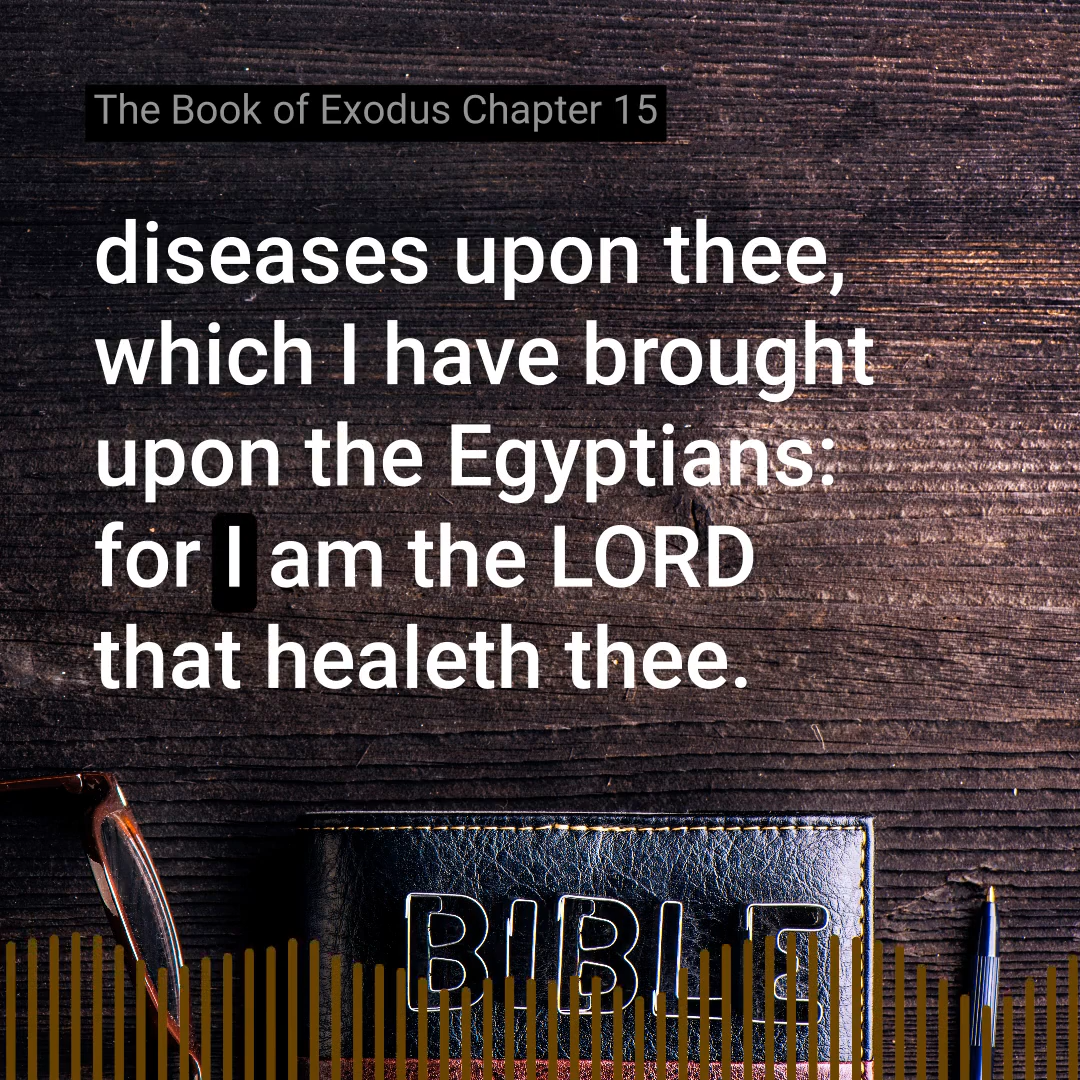 The Book of Exodus Chapter 15
diseases upon thee,
which I have brought
upon the Egyptians:
for I am the LORD
that healeth thee.
BIBLE